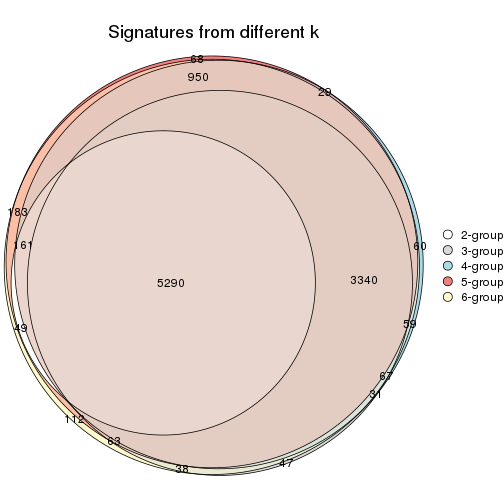 Signatures from different k
68
950
29
183
161
60
5290
3340
49
59
67
31
112
63
38
47
2-group
3-group
4-group
5-group
6-group